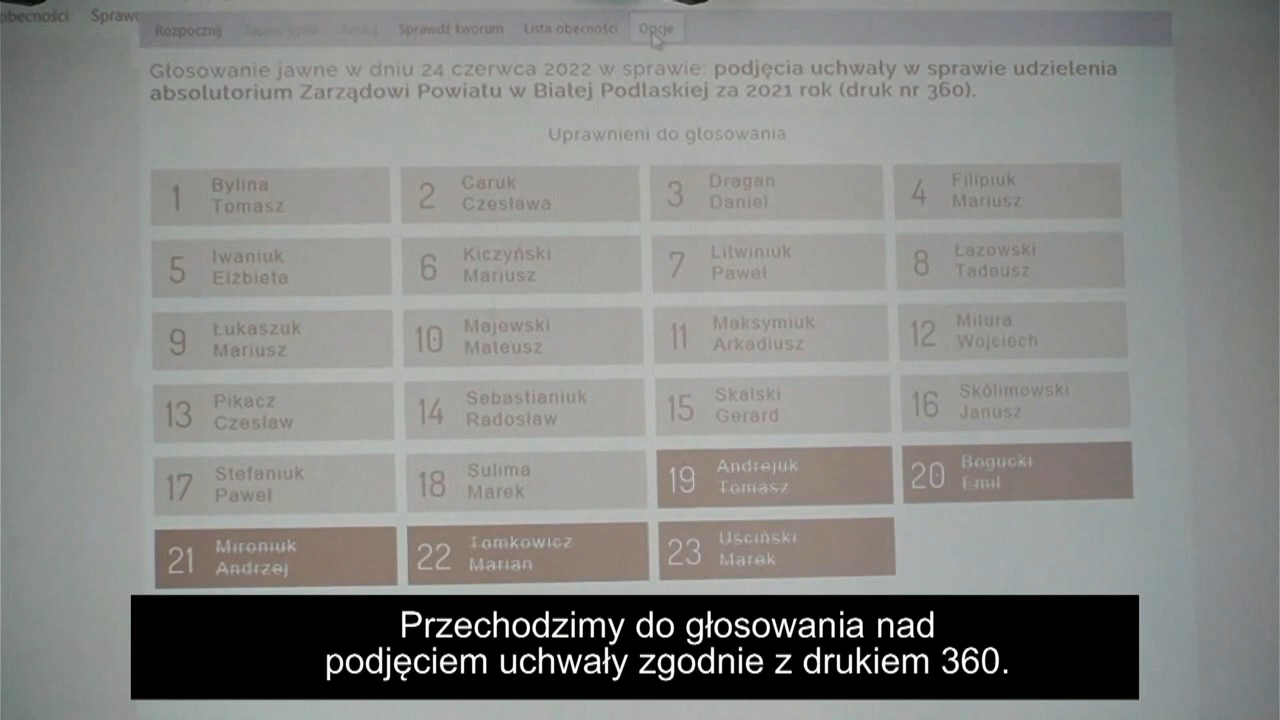 obecności Sprawd
Rozpocznij Zapisz wynik Anuluj Sprawdź kworum Lista obecności Opcje
Głosowanie jawne w dniu 24 czerwca 2022 w sprawie: podjęcia uchwały w sprawie udzielenia
absolutorium Zarządowi Powiatu w Białej Podlaskiej za 2021 rok (druk nr 360).
Uprawnieni do głosowania
1 Bylina
Tomasz
2 Caruk
Czesława
3 Dragan
Daniel
4 Filipiuk
Mariusz
5 Iwaniuk
Elżbieta
6 Kiczyński
Mariusz
7 Litwiniuk
Paweł
8 Łazowski
Tadeusz
9 Łukaszuk
Mariusz
10 Majewski
Mateusz
11 Maksymiuk
Arkadiusz
12 Mitura
Wojciech
13 Pikacz
Czesław
14 Sebastianiuk
Radosław
15 Skalski
Gerard
16 Skólimowski
Janusz
17 Stefaniuk
Paweł
18 Sulima
Marek
19 Andrejuk
Tomasz
20 Bogucki
Emil
21 Mironiuk
Andrzej
22 Tomkowicz
Marian
23 Uściński
Marek
Przechodzimy do głosowania nad
podjęciem uchwały zgodnie z drukiem 360.